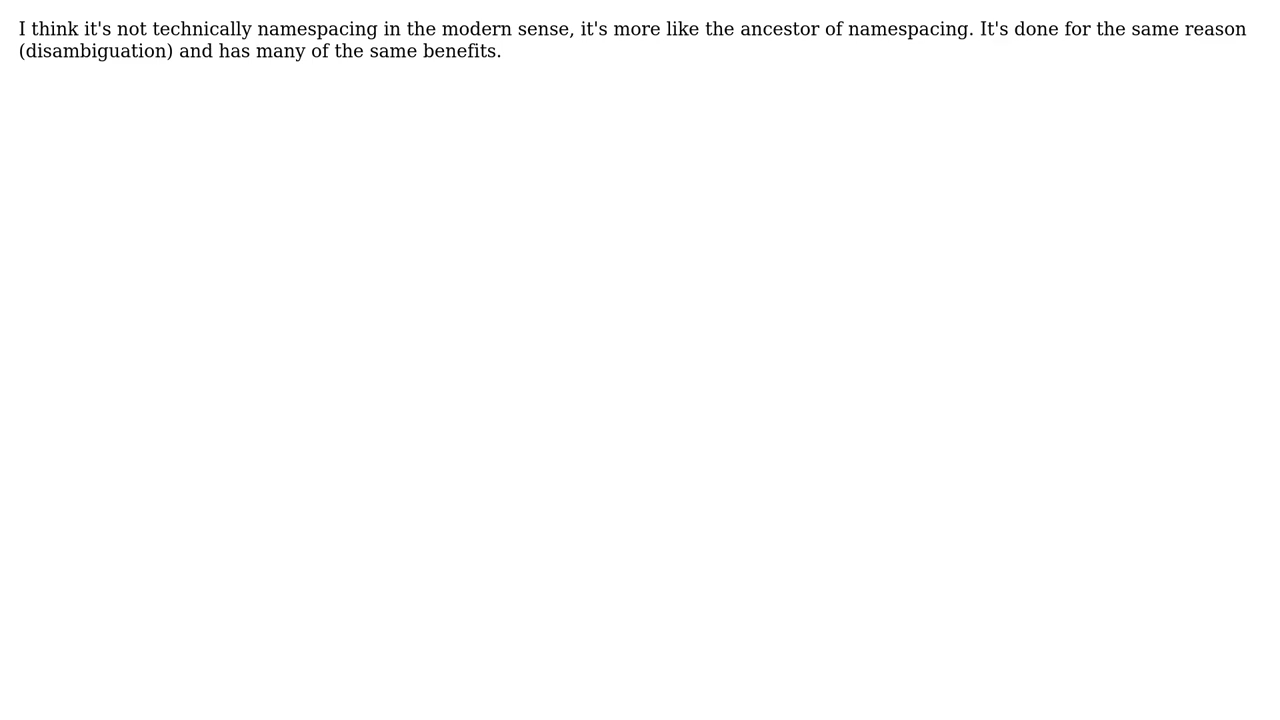 I think it's not technically namespacing in the modern sense, it's more like the ancestor of namespacing. It's done for the same reason
(disambiguation) and has many of the same benefits.